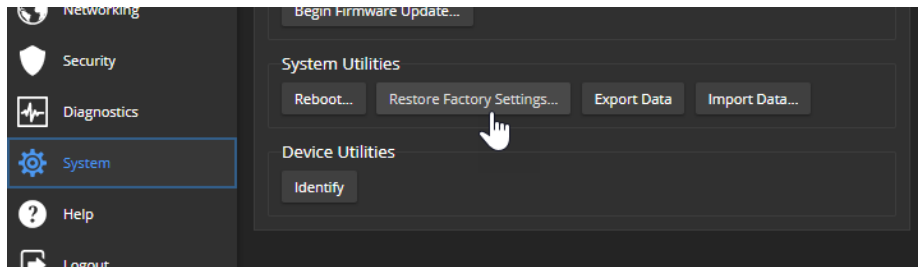 Networking
Begin Firmware Update...
Security
System Utilities
Reboot...
Restore Factory Settings...
Export Data
Import Data...
Diagnostics
Device Utilities
System
Identify
Help
Logout